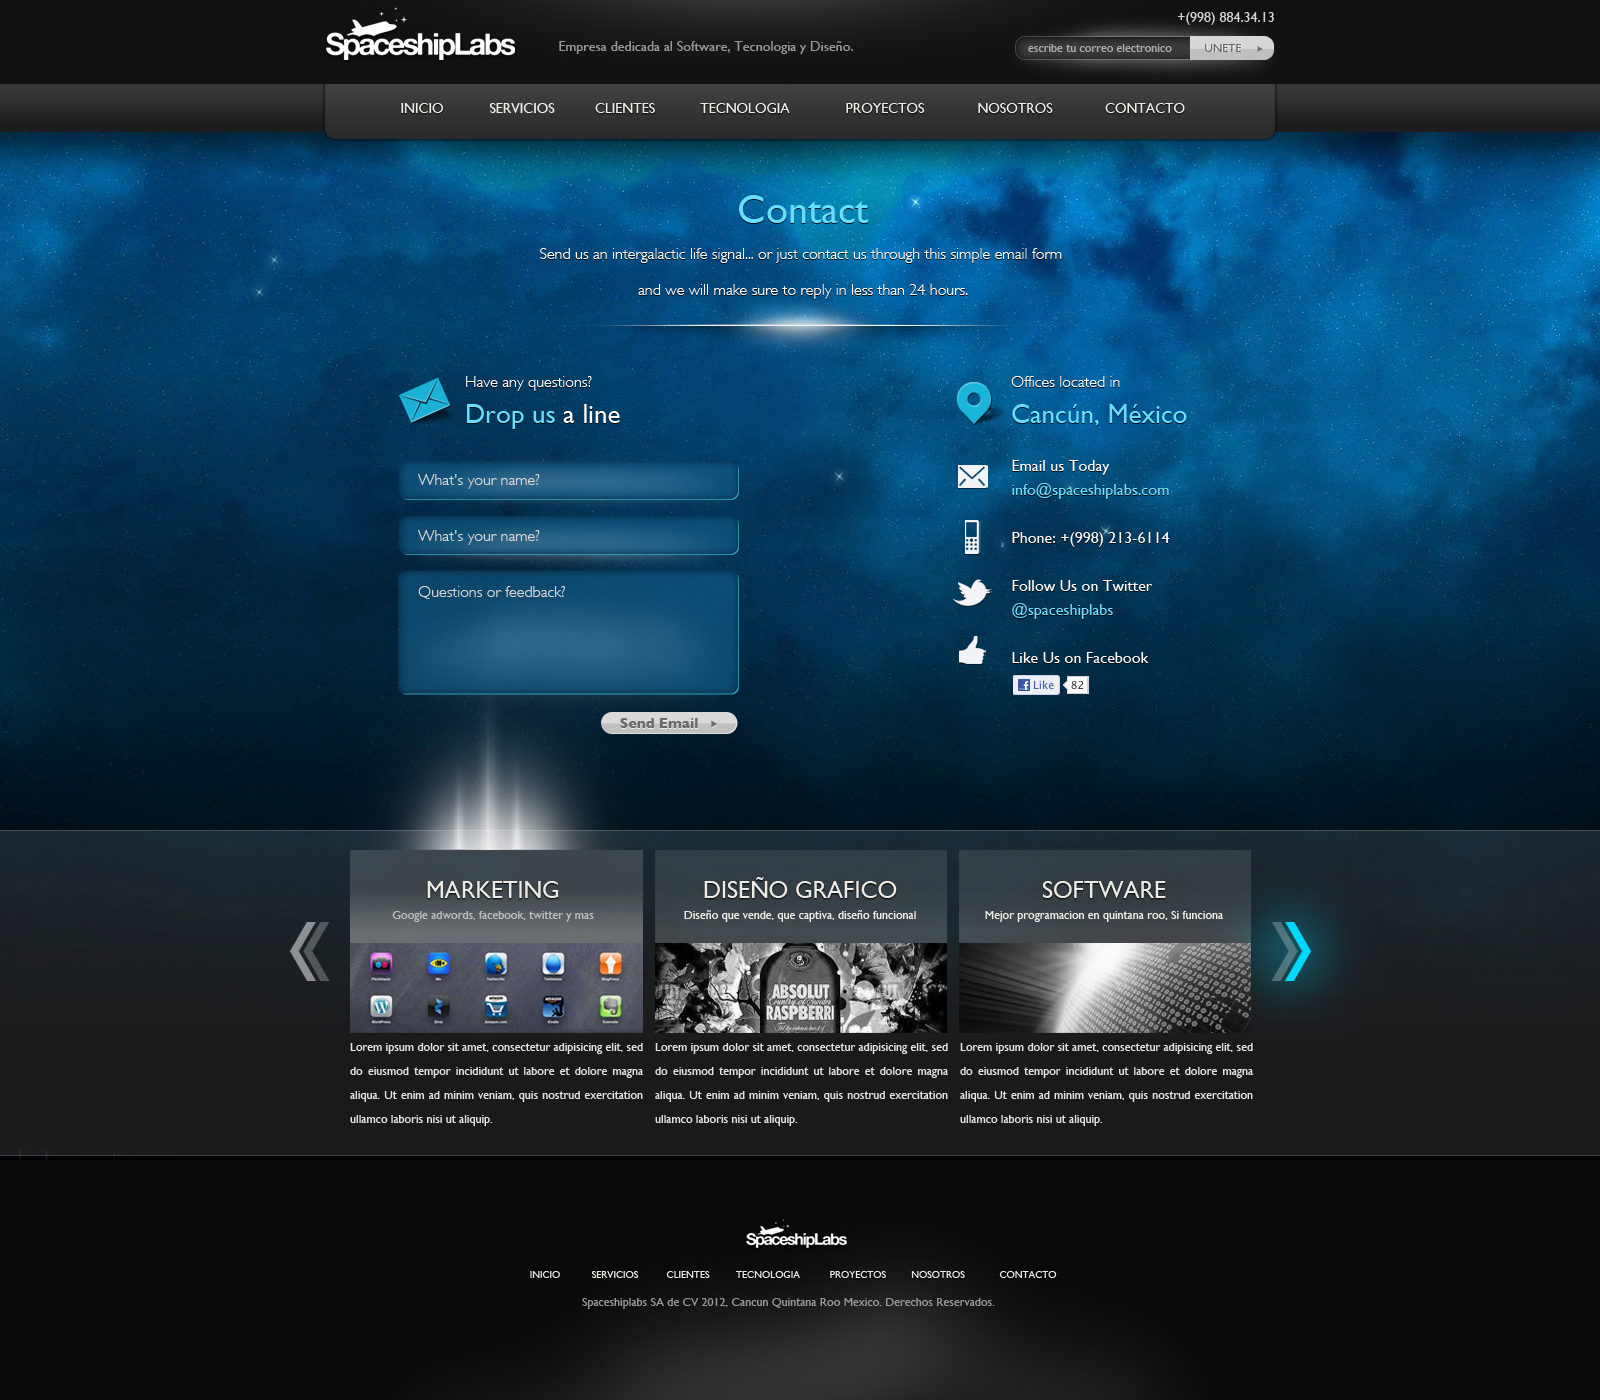 SpaceshipLabs
Empresa dedicada al Software, Tecnologia y Diseño.
+(998) 884.34.13
escribe tu correo electronico
UNETE
INICIO SERVICIOS CLIENTES TECNOLOGIA PROYECTOS NOSOTROS CONTACTO
Contact
Send us an intergalactic life signal... or just contact us through this simple email form
and we will make sure to reply in less than 24 hours.
Have any questions?
Drop us a line
What's your name?
What's your name?
Questions or feedback?
Send Email
Offices located in
Cancún, México
Email us Today
info@spaceshiplabs.com
Phone: +(998) 213-6114
Follow Us on Twitter
@spaceshiplabs
Like Us on Facebook
Like 82
MARKETING
Google adwords, facebook, twitter y mas
Lorem ipsum dolor sit amet, consectetur adipisicing elit, sed
do eiusmod tempor incididunt ut labore et dolore magna
aliqua. Ut enim ad minim veniam, quis nostrud exercitation
ullamco laboris nisi ut aliquip.
DISEÑO GRAFICO
Diseño que vende, que captiva, diseño funcional
ABSOLUT
Country of Sweden
RASPBERRI
Lorem ipsum dolor sit amet, consectetur adipisicing elit, sed
do eiusmod tempor incididunt ut labore et dolore magna
aliqua. Ut enim ad minim veniam, quis nostrud exercitation
ullamco laboris nisi ut aliquip.
SOFTWARE
Mejor programacion en quintana roo, Si funciona
Lorem ipsum dolor sit amet, consectetur adipisicing elit, sed
do eiusmod tempor incididunt ut labore et dolore magna
aliqua. Ut enim ad minim veniam, quis nostrud exercitation
ullamco laboris nisi ut aliquip.
SpaceshipLabs
INICIO SERVICIOS CLIENTES TECNOLOGIA PROYECTOS NOSOTROS CONTACTO
Spaceshiplabs SA de CV 2012, Cancun Quintana Roo Mexico. Derechos Reservados.